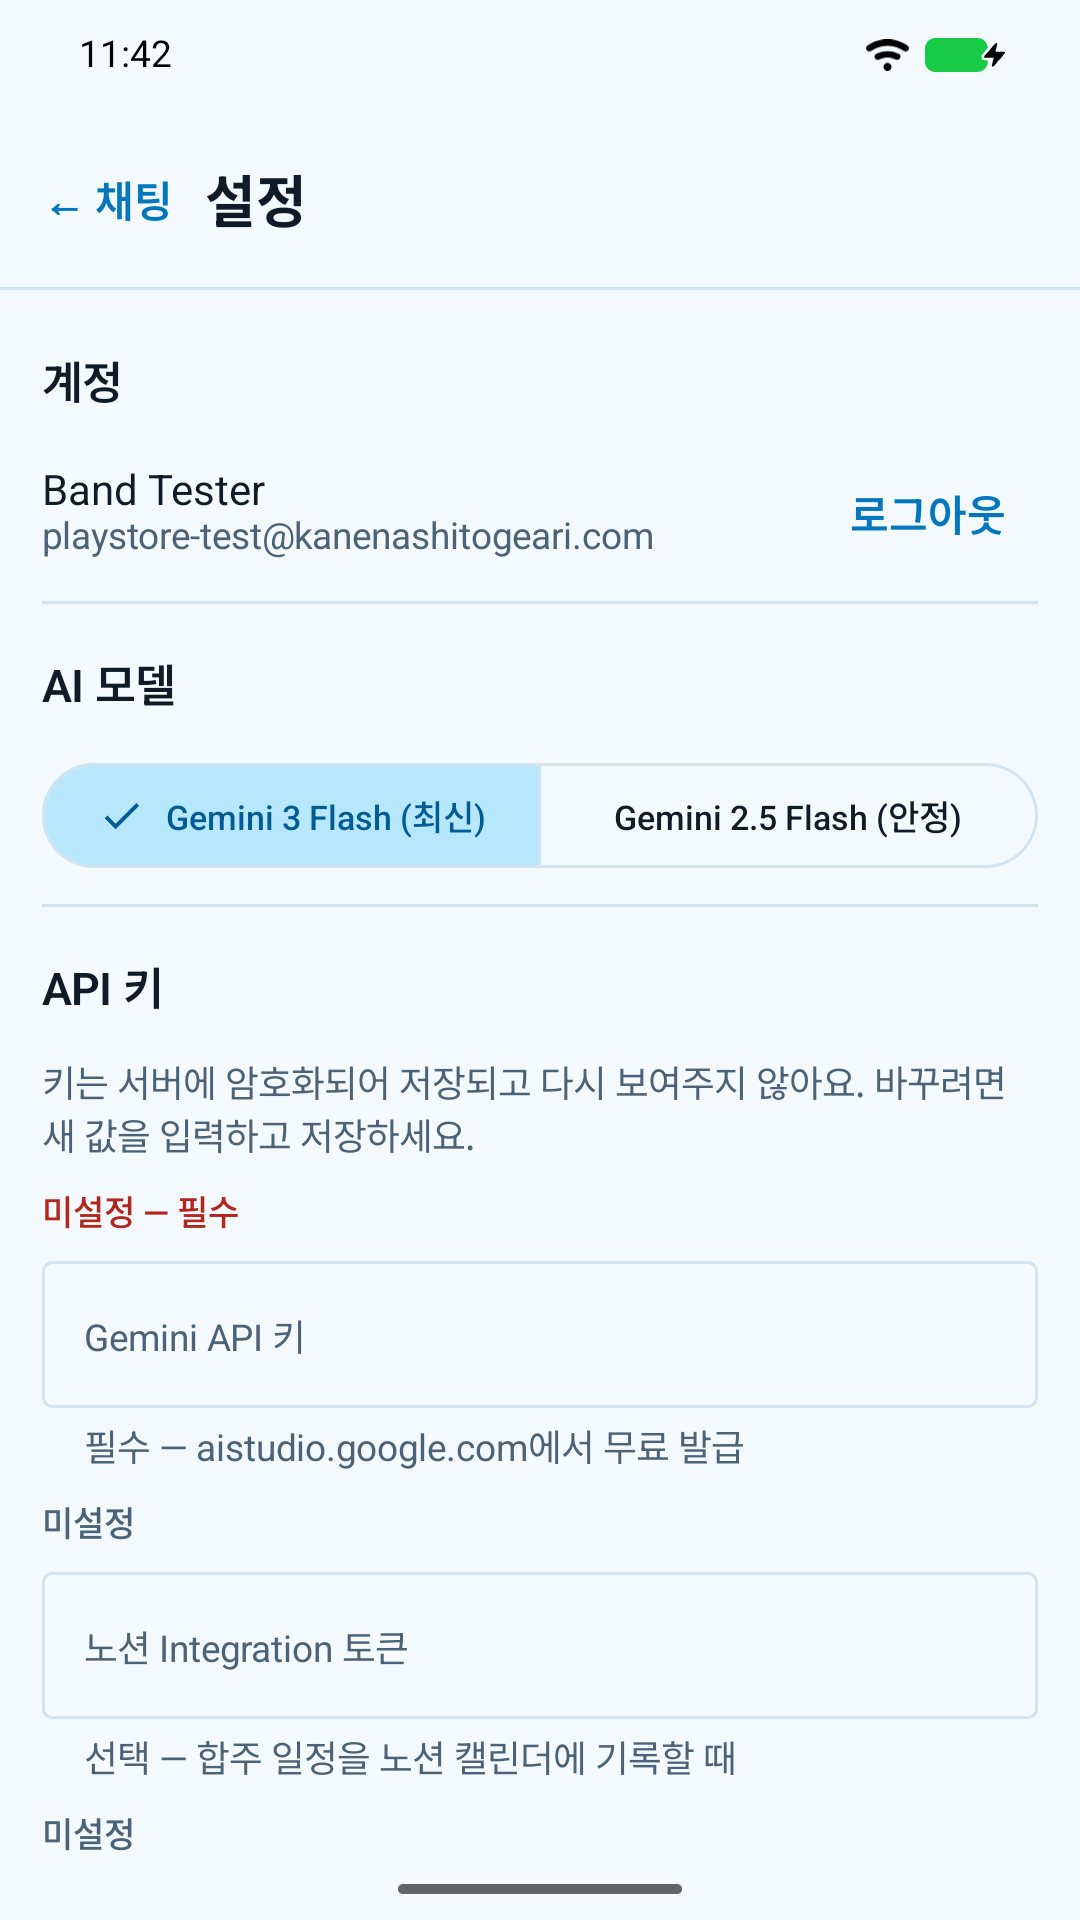 11:42
← 채팅 설정
계정
Band Tester
playstore-test@kanenashitogeari.com
로그아웃
AI 모델
Gemini 3 Flash (최신)
Gemini 2.5 Flash (안정)
API 키
키는 서버에 암호화되어 저장되고 다시 보여주지 않아요. 바꾸려면
새 값을 입력하고 저장하세요.
미설정 — 필수
Gemini API 키
필수 — aistudio.google.com에서 무료 발급
미설정
노션 Integration 토큰
선택 — 합주 일정을 노션 캘린더에 기록할 때
미설정